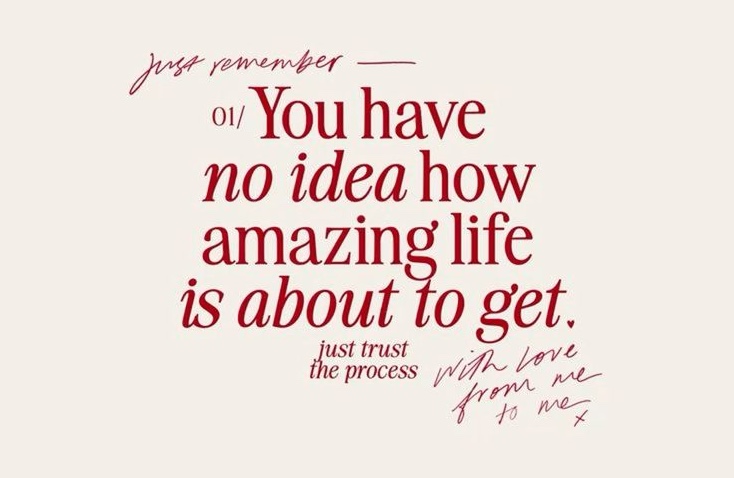 just remember —
01/ You have
no idea how
amazing life
is about to get.
just trust
the process
with love
from me
to me x